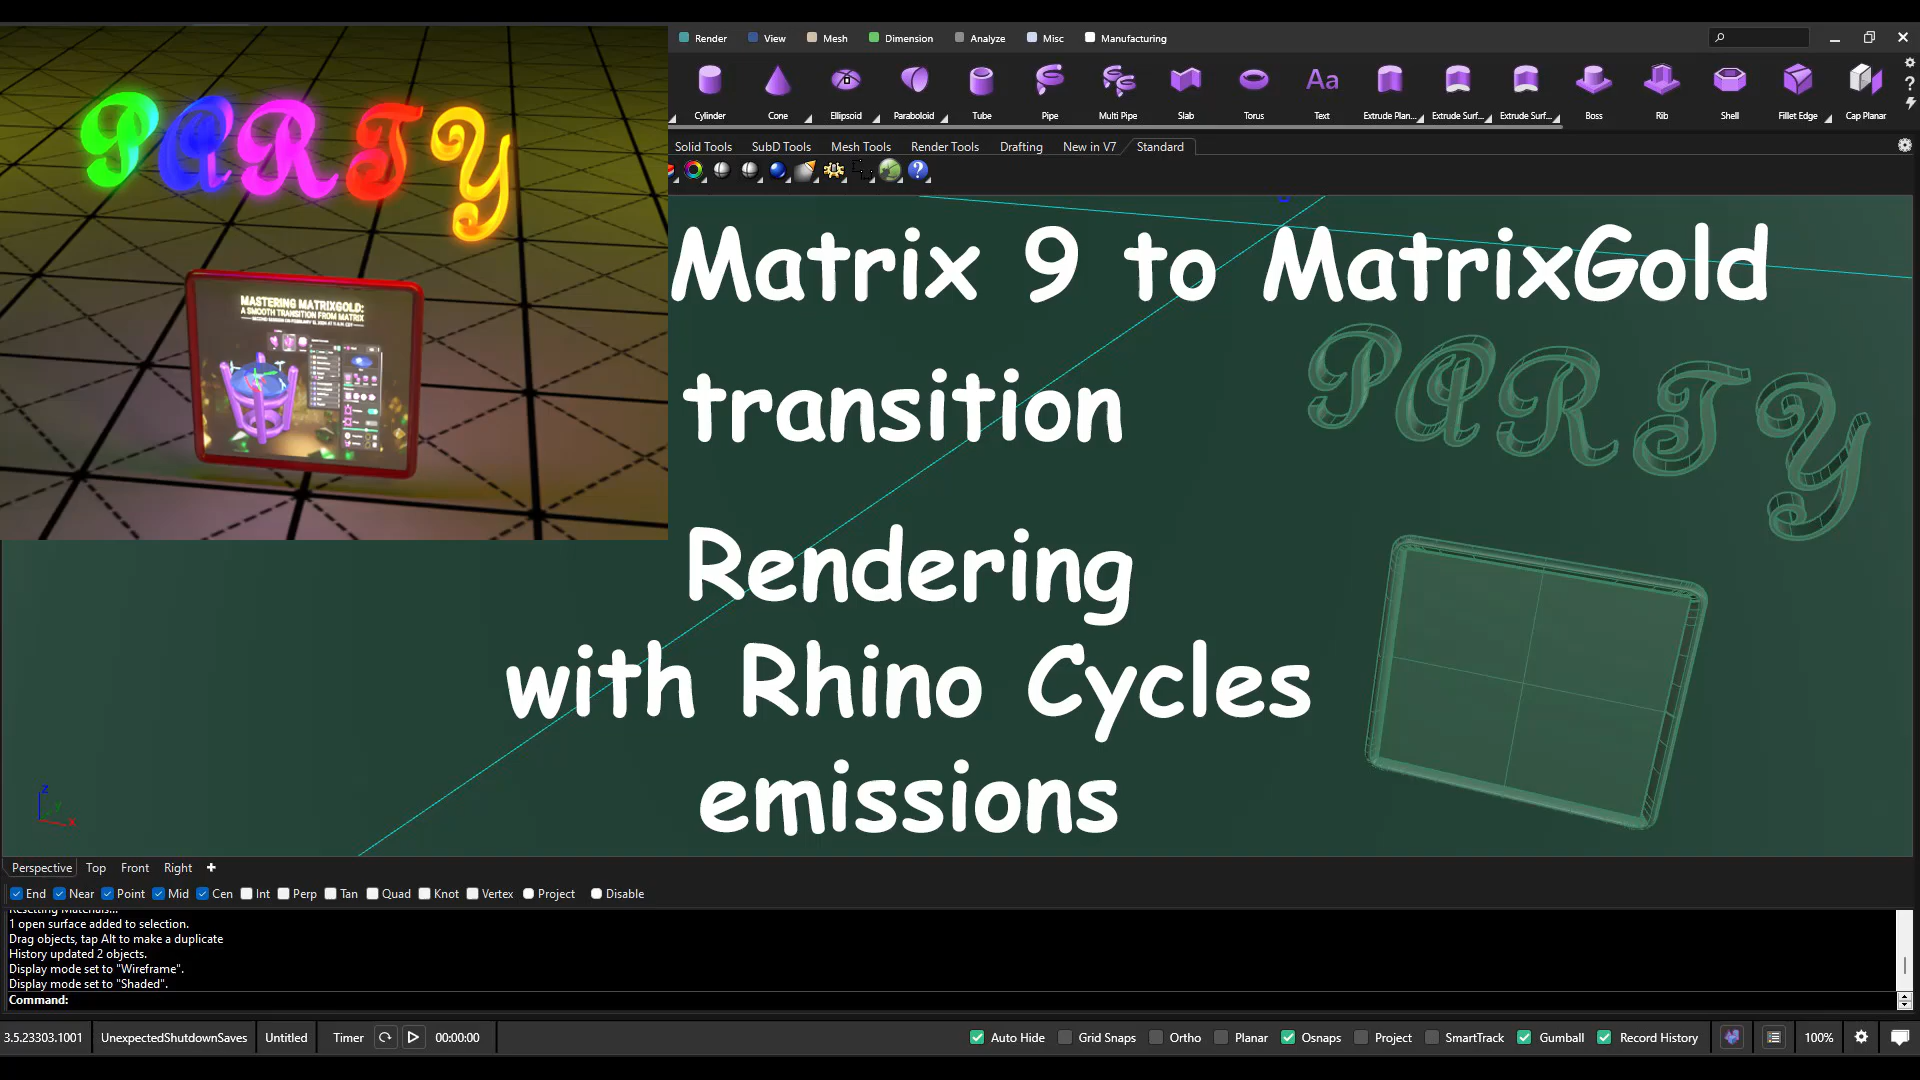 Render View Mesh Dimension Analyze Misc Manufacturing
Cylinder Cone Ellipsoid Paraboloid Tube Pipe Multi Pipe Slab Torus Text Extrude Plan... Extrude Surf... Extrude Surf... Boss Rib Shell Fillet Edge Cap Planar
Aa
Solid Tools SubD Tools Mesh Tools Render Tools Drafting New in V7 Standard
PARTY
MASTERING MATRIXGOLD:
A SMOOTH TRANSITION FROM MATRIX
Matrix 9 to MatrixGold
PARTY
transition
Rendering
with Rhino Cycles
emissions
z
y
x
Perspective Top Front Right
End Near Point Mid Cen Int Perp Tan Quad Knot Vertex Project Disable
Resetting Materials...
1 open surface added to selection.
Drag objects, tap Alt to make a duplicate
History updated 2 objects.
Display mode set to "Wireframe".
Display mode set to "Shaded".
Command:
3.5.23303.1001 UnexpectedShutdownSaves Untitled Timer 00:00:00 Auto Hide Grid Snaps Ortho Planar Osnaps Project SmartTrack Gumball Record History 100%